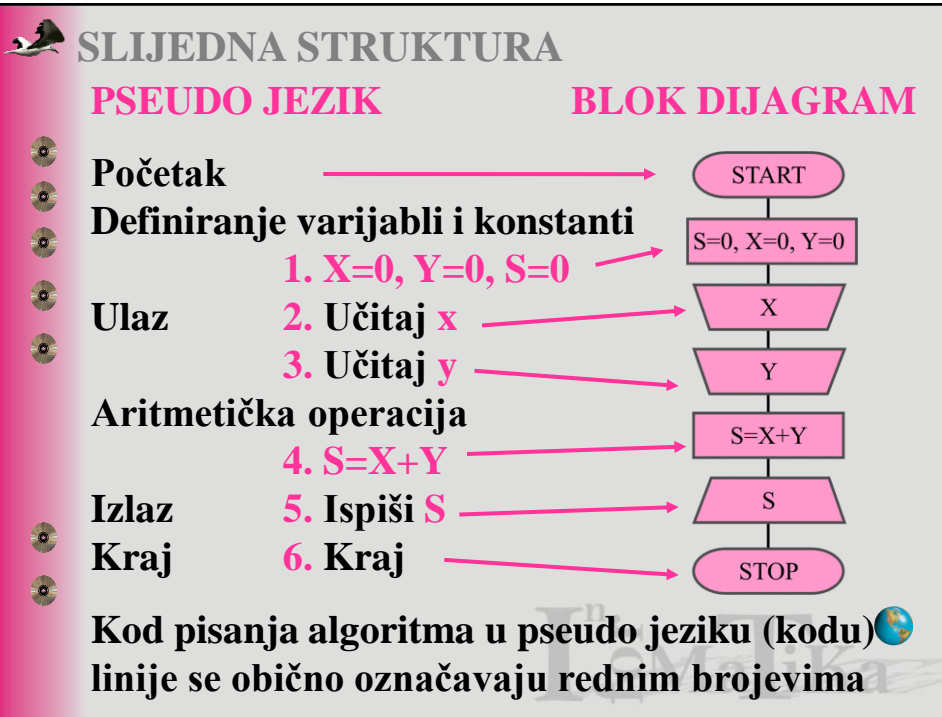 SLIJEDNA STRUKTURA
PSEUDO JEZIK BLOK DIJAGRAM
Početak START
Definiranje varijabli i konstanti
S=0, X=0, Y=0
1. X=0, Y=0, S=0
Ulaz 2. Učitaj x X
3. Učitaj y Y
Aritmetička operacija
S=X+Y
4. S=X+Y
Izlaz 5. Ispiši S S
Kraj 6. Kraj STOP
Kod pisanja algoritma u pseudo jeziku (kodu)
linije se obično označavaju rednim brojevima